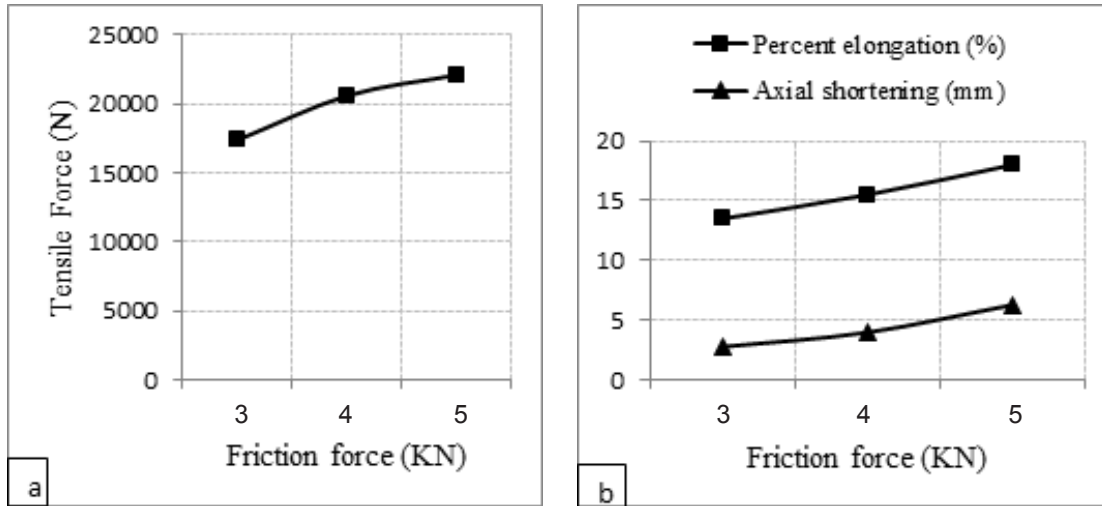 25000
20000
15000
10000
5000
0
Tensile Force (N)
3 4 5
Friction force (KN)
a
Percent elongation (%)
Axial shortening (mm)
20
15
10
5
0
3 4 5
Friction force (KN)
b